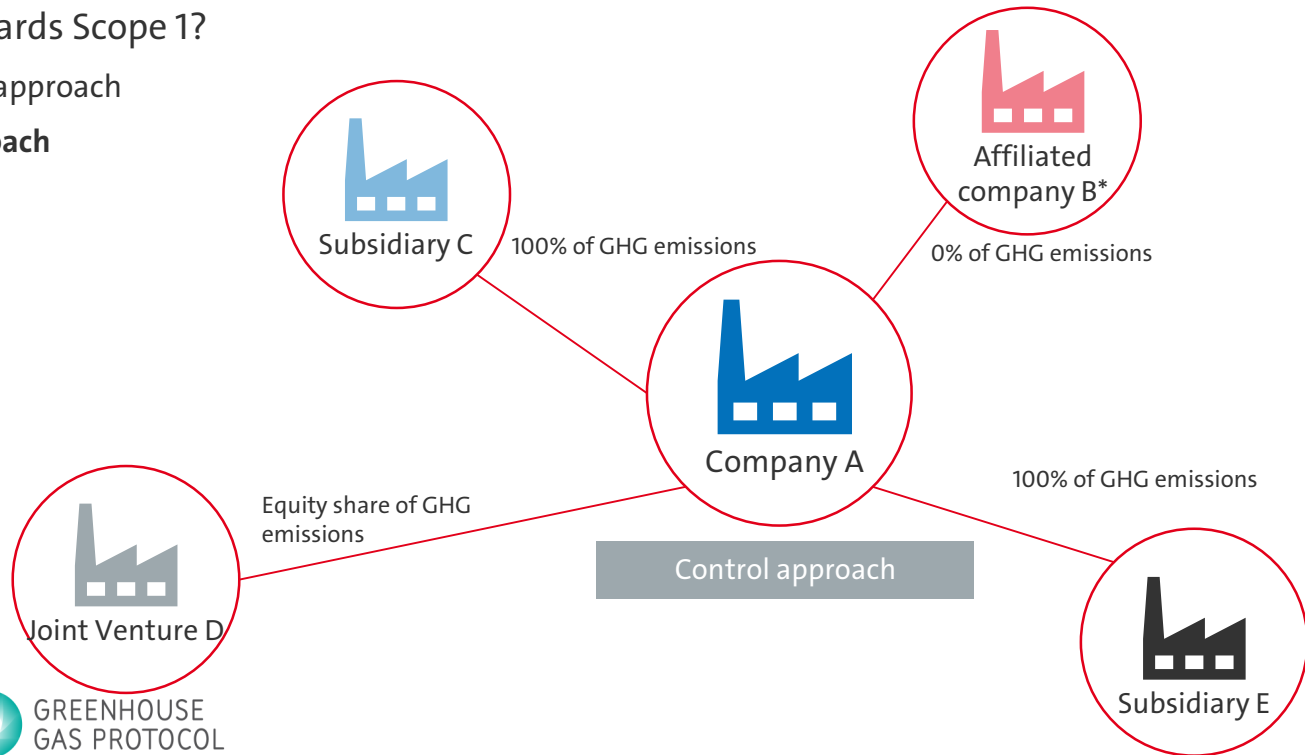 ards Scope 1?
approach
oach
Affiliated
company B*
Subsidiary C
100% of GHG emissions
0% of GHG emissions
Company A
100% of GHG emissions
Equity share of GHG
emissions
Control approach
Joint Venture D
Subsidiary E
GREENHOUSE
GAS PROTOCOL